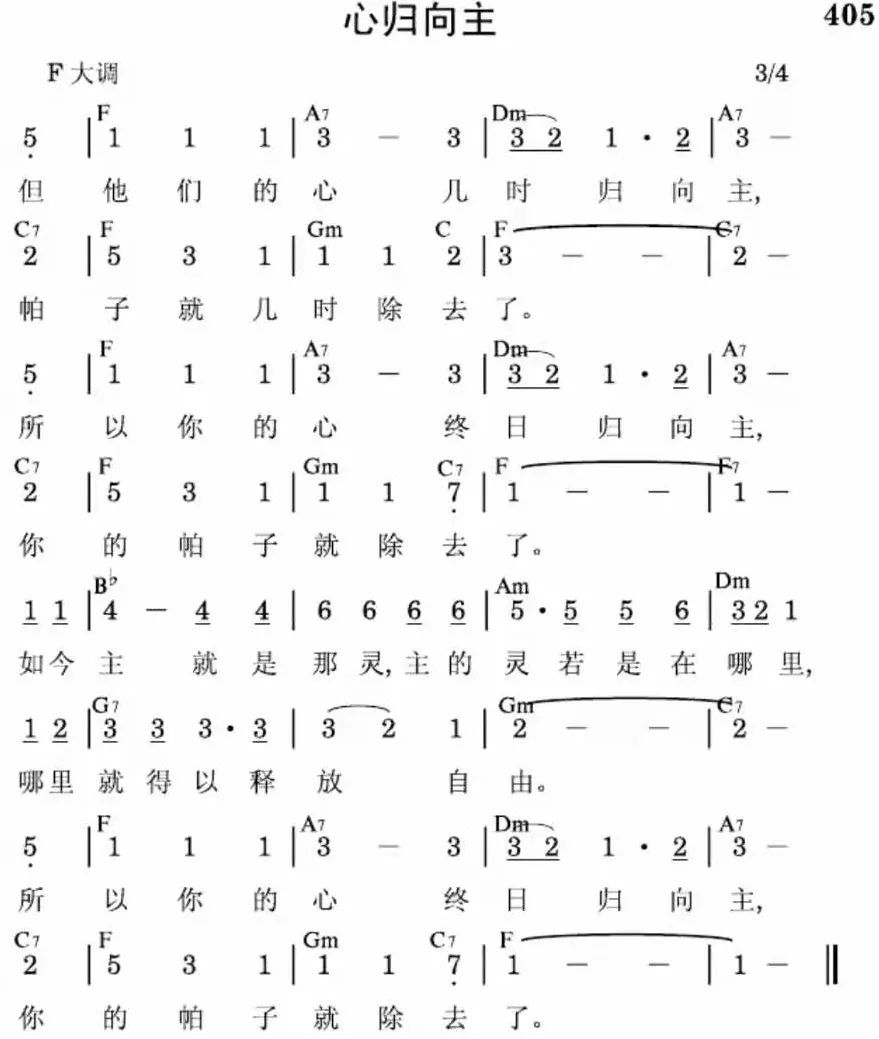 心归向主 405
F大调 3/4
F A7 Dm A7
5̣ | 1 1 1 | 3 － 3 | 3 2 1 · 2 | 3 －
但 他 们 的 心 几 时 归 向 主,
C7 F Gm C F C7
2 | 5 3 1 | 1 1 2 | 3 － － | 2 －
帕 子 就 几 时 除 去 了。
F A7 Dm A7
5̣ | 1 1 1 | 3 － 3 | 3 2 1 · 2 | 3 －
所 以 你 的 心 终 日 归 向 主,
C7 F Gm C7 F F7
2 | 5 3 1 | 1 1 7̣ | 1 － － | 1 －
你 的 帕 子 就 除 去 了。
B♭ Am Dm
1 1 | 4 － 4 4 | 6 6 6 6 | 5 · 5 5 6 | 3 2 1
如 今 主 就 是 那 灵, 主 的 灵 若 是 在 哪 里,
G7 Gm C7
1 2 | 3 3 3 · 3 | 3 2 1 | 2 － － | 2 －
哪 里 就 得 以 释 放 自 由。
F A7 Dm A7
5̣ | 1 1 1 | 3 － 3 | 3 2 1 · 2 | 3 －
所 以 你 的 心 终 日 归 向 主,
C7 F Gm C7 F
2 | 5 3 1 | 1 1 7̣ | 1 － － | 1 － ‖
你 的 帕 子 就 除 去 了。